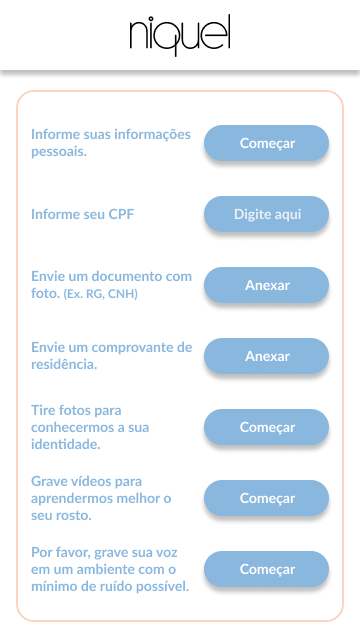 niquel
Informe suas informações
pessoais.
Começar
Informe seu CPF
Digite aqui
Envie um documento com
foto. (Ex. RG, CNH)
Anexar
Envie um comprovante de
residência.
Anexar
Tire fotos para
conhecermos a sua
identidade.
Começar
Grave vídeos para
aprendermos melhor o
seu rosto.
Começar
Por favor, grave sua voz
em um ambiente com o
mínimo de ruído possível.
Começar